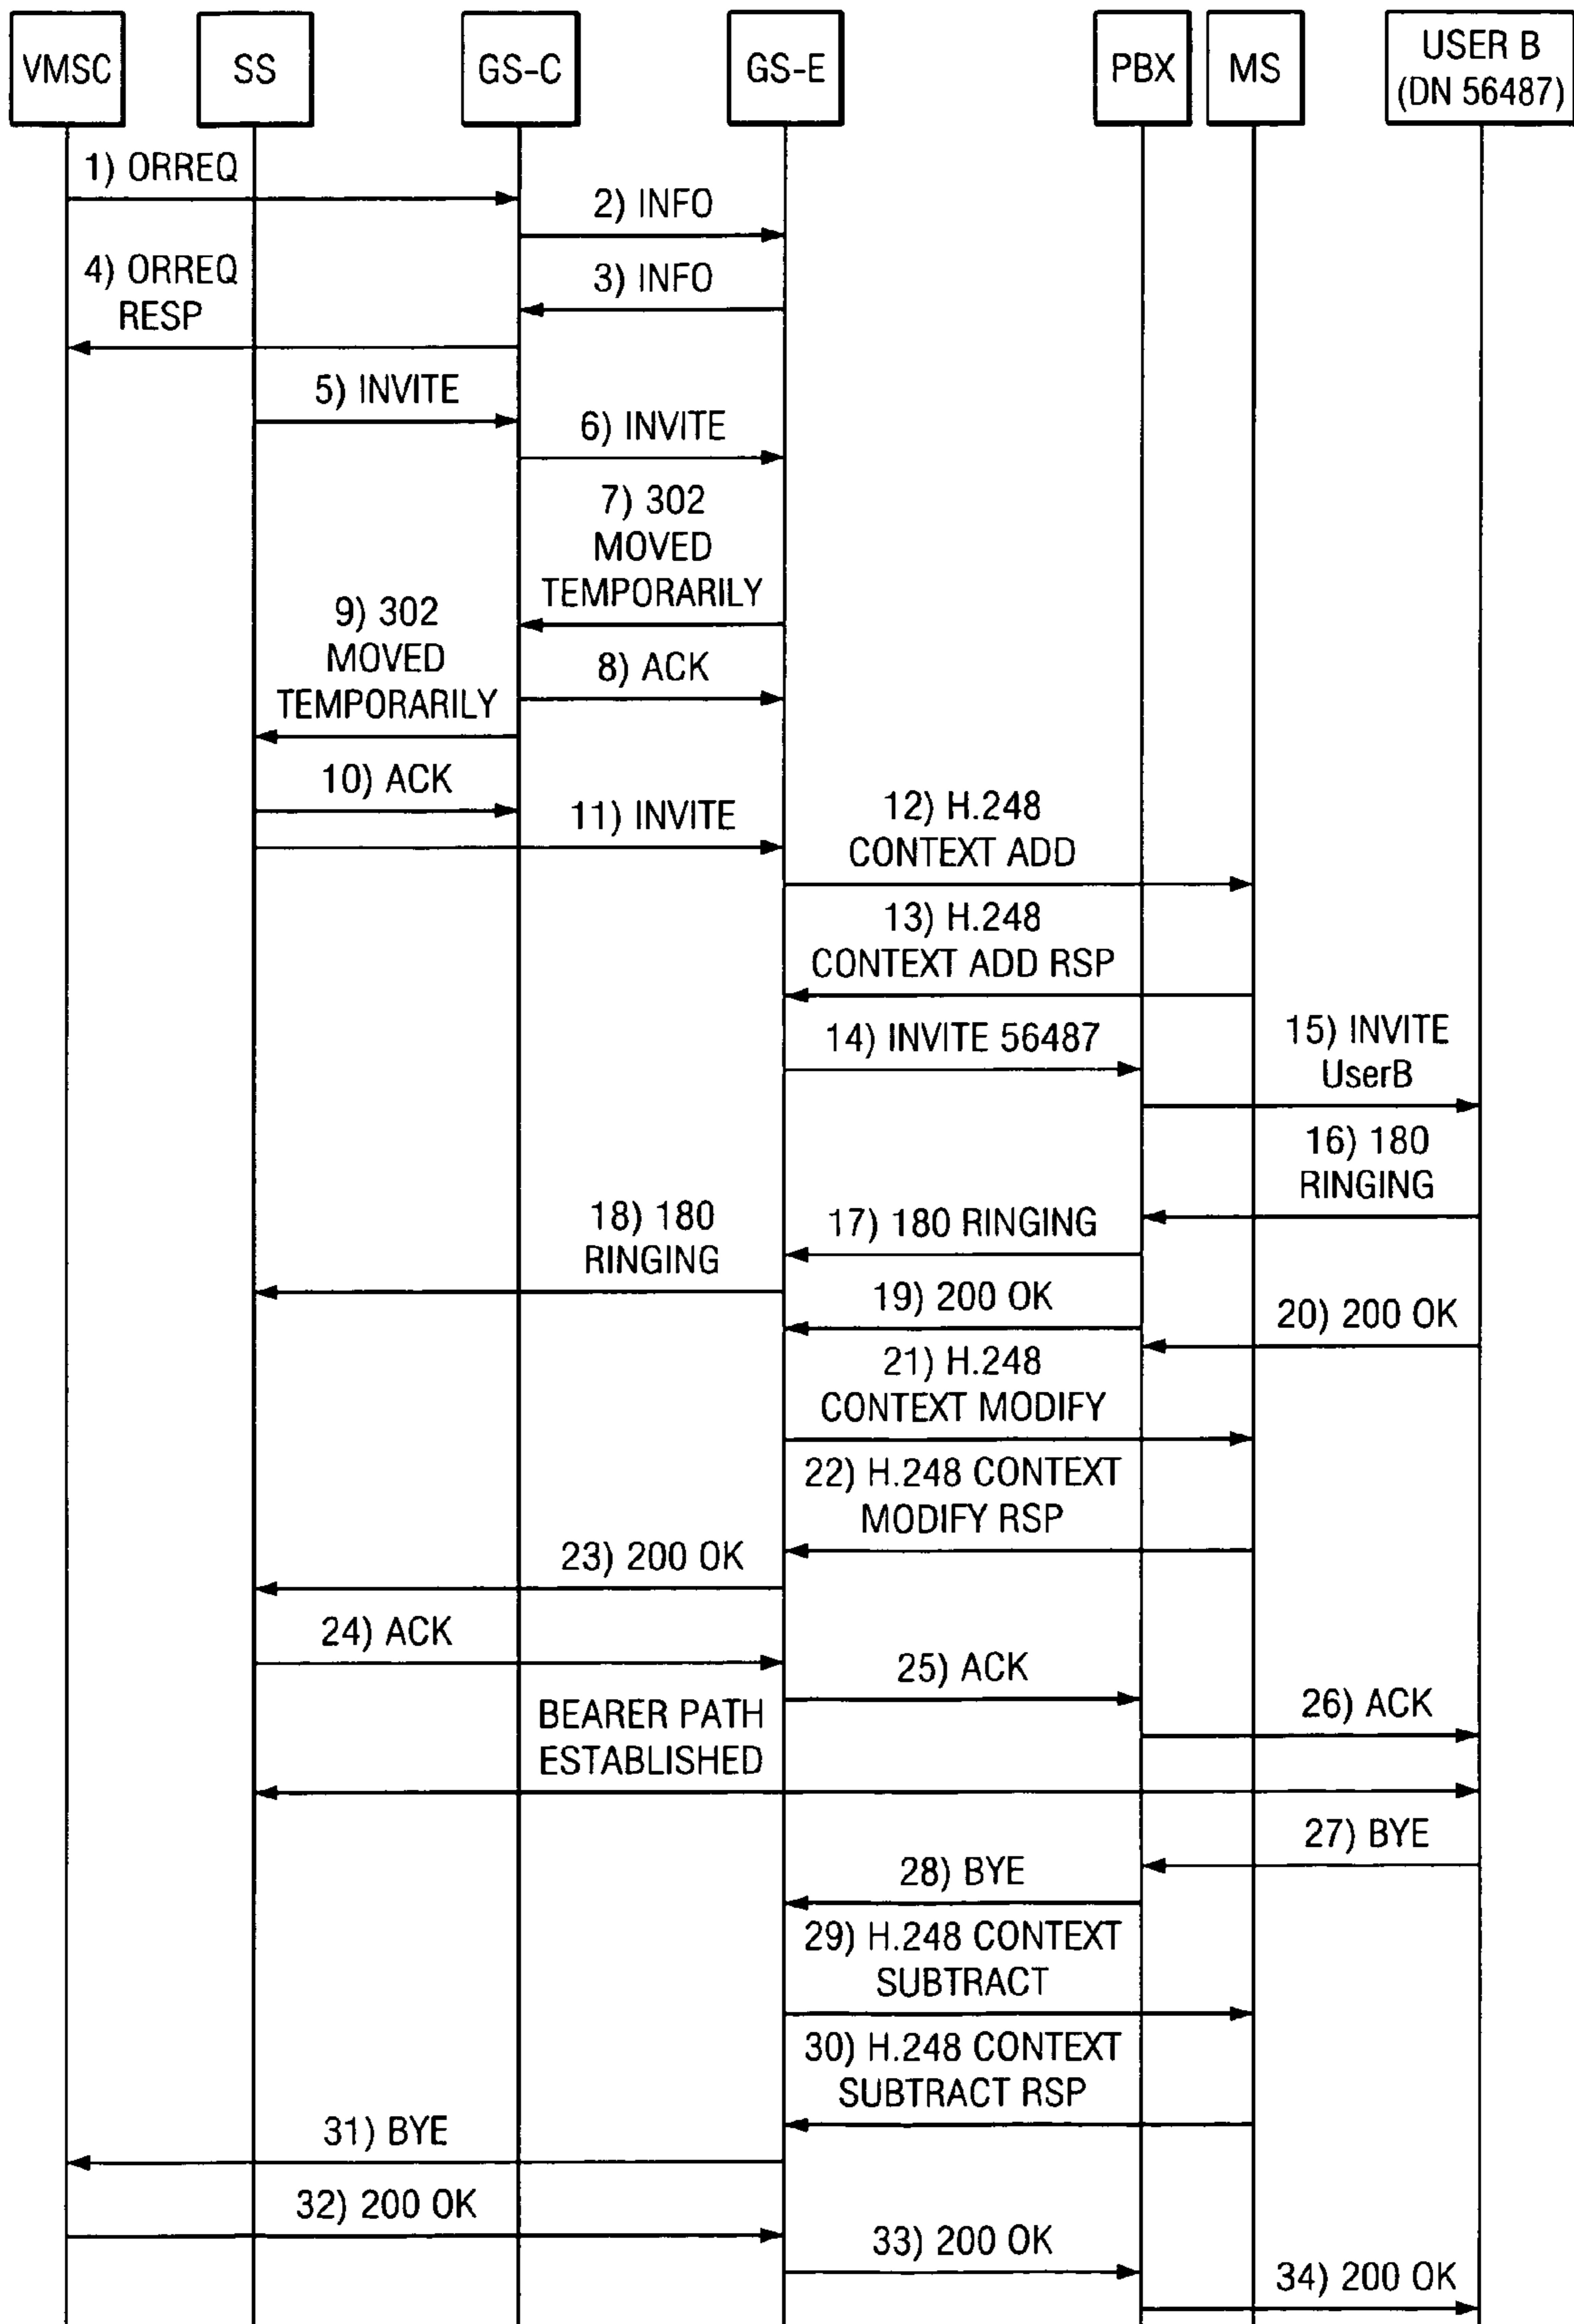 VMSC
SS
GS-C
GS-E
PBX
MS
USER B
(DN 56487)
1) ORREQ
2) INFO
4) ORREQ
RESP
3) INFO
5) INVITE
6) INVITE
7) 302
MOVED
TEMPORARILY
9) 302
MOVED
TEMPORARILY
8) ACK
10) ACK
11) INVITE
12) H.248
CONTEXT ADD
13) H.248
CONTEXT ADD RSP
14) INVITE 56487
15) INVITE
UserB
16) 180
RINGING
17) 180 RINGING
18) 180
RINGING
19) 200 OK
20) 200 OK
21) H.248
CONTEXT MODIFY
22) H.248 CONTEXT
MODIFY RSP
23) 200 OK
24) ACK
25) ACK
26) ACK
BEARER PATH
ESTABLISHED
27) BYE
28) BYE
29) H.248 CONTEXT
SUBTRACT
30) H.248 CONTEXT
SUBTRACT RSP
31) BYE
32) 200 OK
33) 200 OK
34) 200 OK